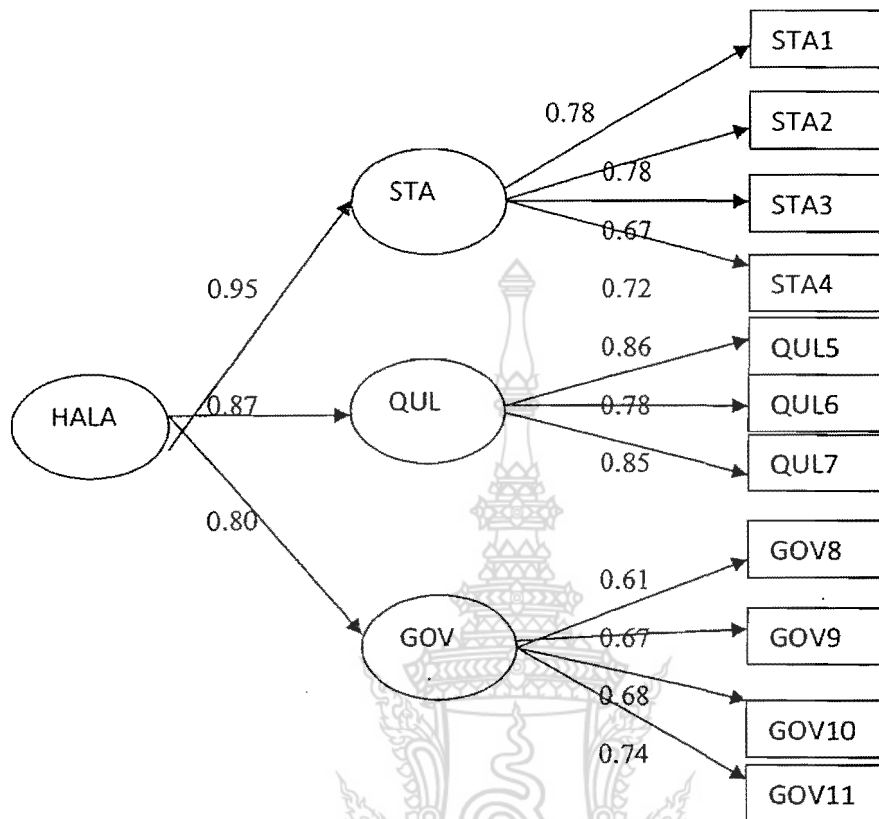 STA1
0.78
STA2
STA
0.78
STA3
0.67
0.95
0.72
STA4
0.86
QUL5
HALA
0.87
QUL
0.78
QUL6
0.85
QUL7
0.80
GOV8
0.61
GOV
0.67
GOV9
0.68
GOV10
0.74
GOV11